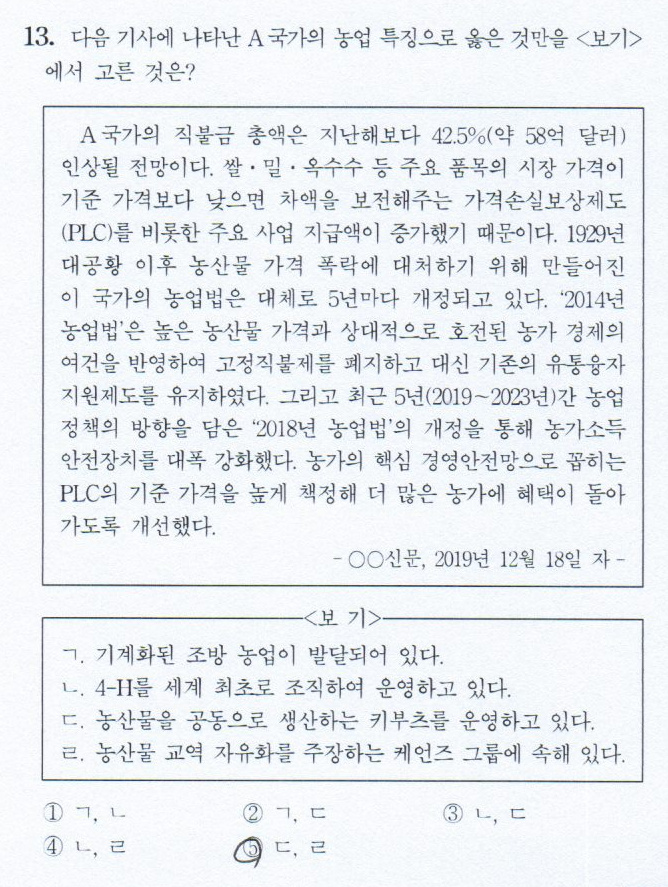 13. 다음 기사에 나타난 A국가의 농업 특징으로 옳은 것만을 <보기>
에서 고른 것은?
A국가의 직불금 총액은 지난해보다 42.5%(약 58억 달러)
인상될 전망이다. 쌀·밀·옥수수 등 주요 품목의 시장 가격이
기준 가격보다 낮으면 차액을 보전해주는 가격손실보상제도
(PLC)를 비롯한 주요 사업 지급액이 증가했기 때문이다. 1929년
대공황 이후 농산물 가격 폭락에 대처하기 위해 만들어진
이 국가의 농업법은 대체로 5년마다 개정되고 있다. ‘2014년
농업법’은 높은 농산물 가격과 상대적으로 호전된 농가 경제의
여건을 반영하여 고정직불제를 폐지하고 대신 기존의 유통융자
지원제도를 유지하였다. 그리고 최근 5년(2019~2023년)간 농업
정책의 방향을 담은 ‘2018년 농업법’의 개정을 통해 농가소득
안전장치를 대폭 강화했다. 농가의 핵심 경영안전망으로 꼽히는
PLC의 기준 가격을 높게 책정해 더 많은 농가에 혜택이 돌아
가도록 개선했다.
- ○○신문, 2019년 12월 18일 자 -
<보 기>
ㄱ. 기계화된 조방 농업이 발달되어 있다.
ㄴ. 4-H를 세계 최초로 조직하여 운영하고 있다.
ㄷ. 농산물을 공동으로 생산하는 키부츠를 운영하고 있다.
ㄹ. 농산물 교역 자유화를 주장하는 케언즈 그룹에 속해 있다.
① ㄱ, ㄴ ② ㄱ, ㄷ ③ ㄴ, ㄷ
④ ㄴ, ㄹ ⑤ ㄷ, ㄹ